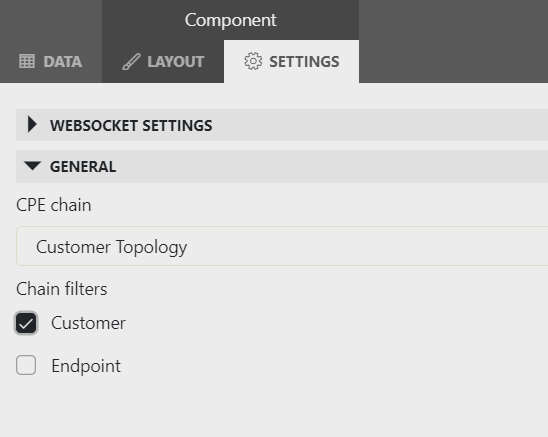 Component
DATA
LAYOUT
SETTINGS
WEBSOCKET SETTINGS
GENERAL
CPE chain
Customer Topology
Chain filters
Customer
Endpoint